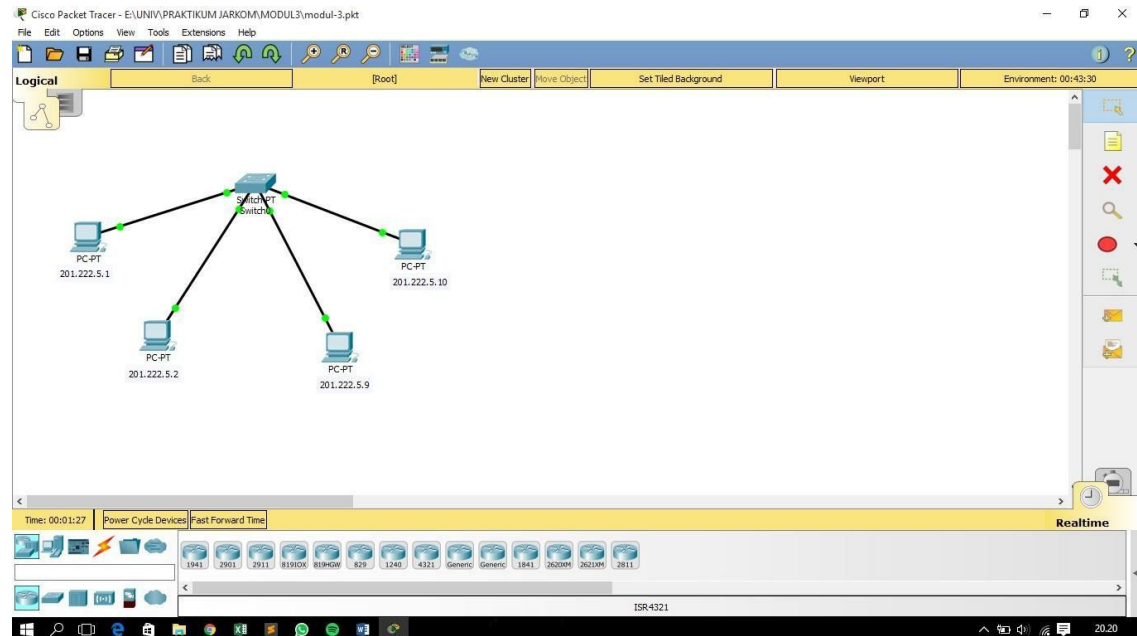 Cisco Packet Tracer - E:\UNIV\PRAKTIKUM JARKOM\MODUL3\modul-3.pkt
File Edit Options View Tools Extensions Help
Logical Back [Root] New Cluster Move Object Set Tiled Background Viewport Environment: 00:43:30
Switch-PT
Switch0
PC-PT
201.222.5.1
PC-PT
201.222.5.10
PC-PT
201.222.5.2
PC-PT
201.222.5.9
Time: 00:01:27 Power Cycle Devices Fast Forward Time Realtime
1941 2901 2911 819IOX 819HGW 829 1240 4321 Generic Generic 1841 2620XM 2621XM 2811
ISR4321
20.20